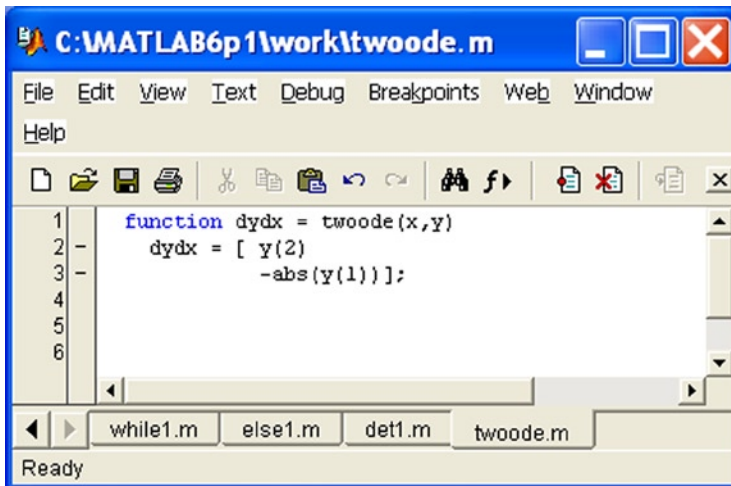 C:\MATLAB6p1\work\twoode.m
File Edit View Text Debug Breakpoints Web Window
Help
1 function dydx = twoode(x,y)
2 – dydx = [ y(2)
3 – -abs(y(1))];
4
5
6
while1.m else1.m det1.m twoode.m
Ready